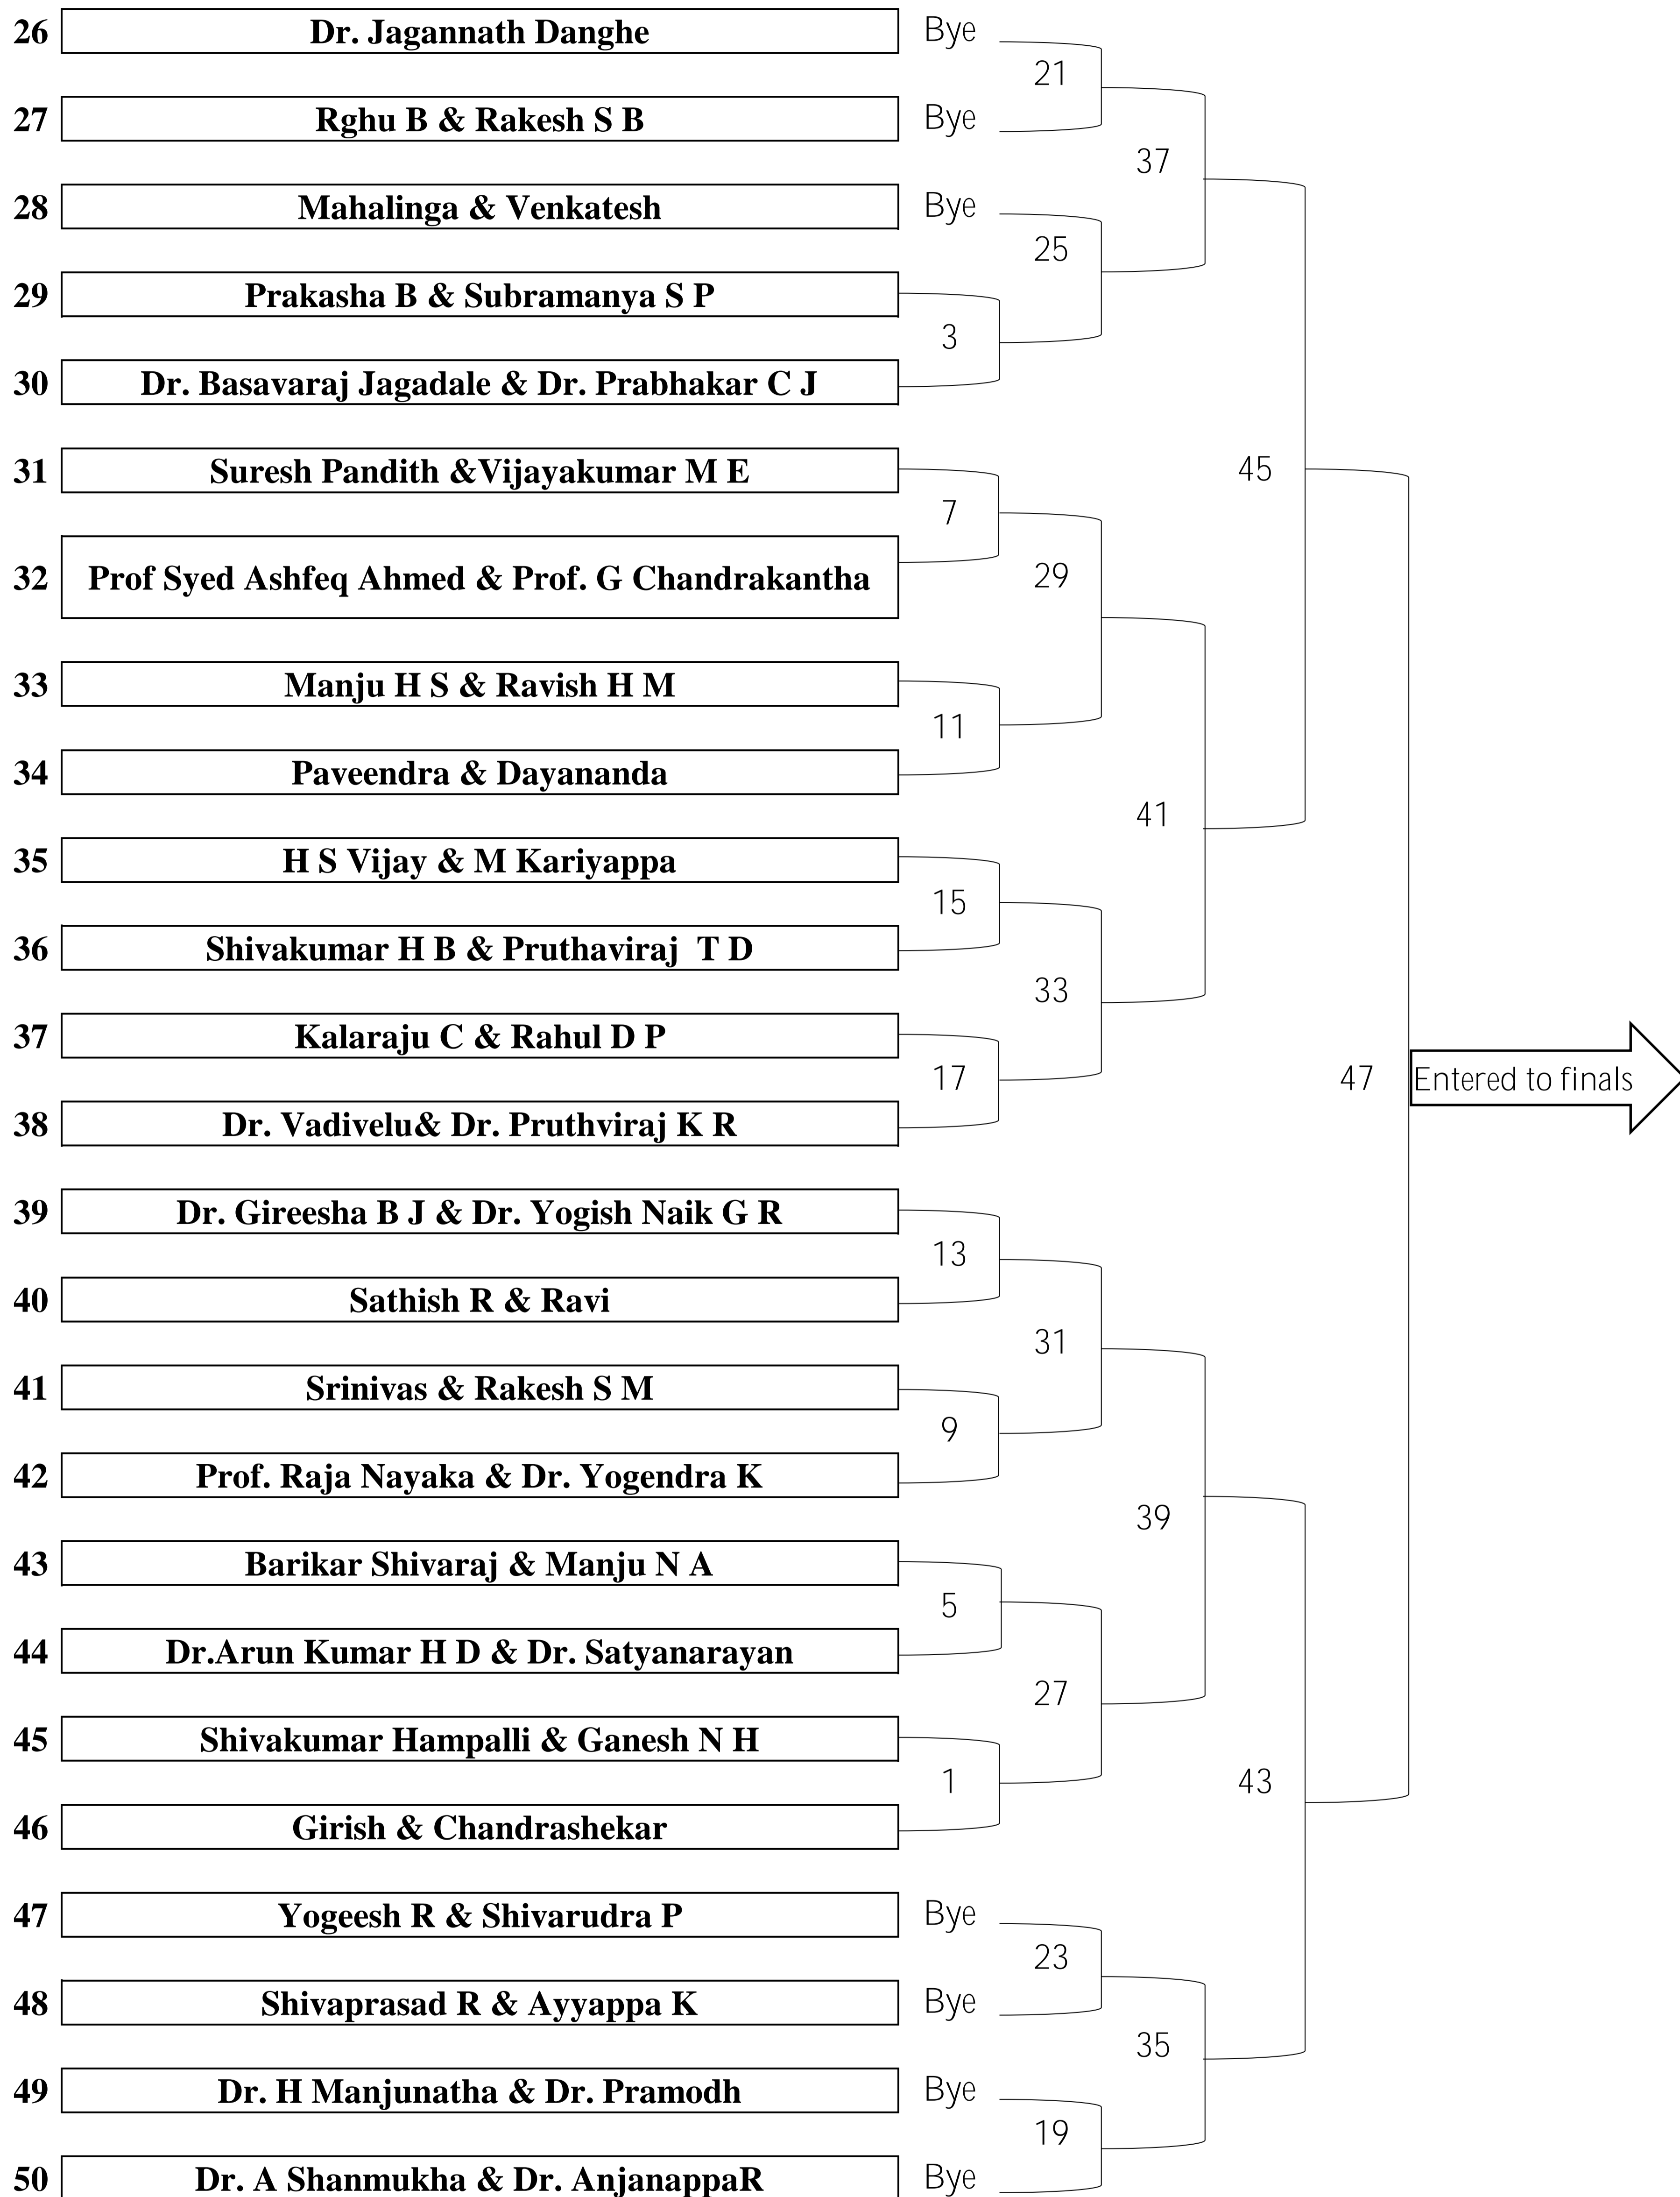 26 Dr. Jagannath Danghe Bye
21
27 Rghu B & Rakesh S B Bye
37
28 Mahalinga & Venkatesh Bye
25
29 Prakasha B & Subramanya S P
3
30 Dr. Basavaraj Jagadale & Dr. Prabhakar C J
31 Suresh Pandith &Vijayakumar M E
45
7
32 Prof Syed Ashfeq Ahmed & Prof. G Chandrakantha
29
33 Manju H S & Ravish H M
11
34 Paveendra & Dayananda
41
35 H S Vijay & M Kariyappa
15
36 Shivakumar H B & Pruthaviraj  T D
33
37 Kalaraju C & Rahul D P
17
47 Entered to finals
38 Dr. Vadivelu& Dr. Pruthviraj K R
39 Dr. Gireesha B J & Dr. Yogish Naik G R
13
40 Sathish R & Ravi
31
41 Srinivas & Rakesh S M
9
42 Prof. Raja Nayaka & Dr. Yogendra K
39
43 Barikar Shivaraj & Manju N A
5
44 Dr.Arun Kumar H D & Dr. Satyanarayan
27
45 Shivakumar Hampalli & Ganesh N H
1
43
46 Girish & Chandrashekar
47 Yogeesh R & Shivarudra P Bye
23
48 Shivaprasad R & Ayyappa K Bye
35
49 Dr. H Manjunatha & Dr. Pramodh Bye
19
50 Dr. A Shanmukha & Dr. AnjanappaR Bye